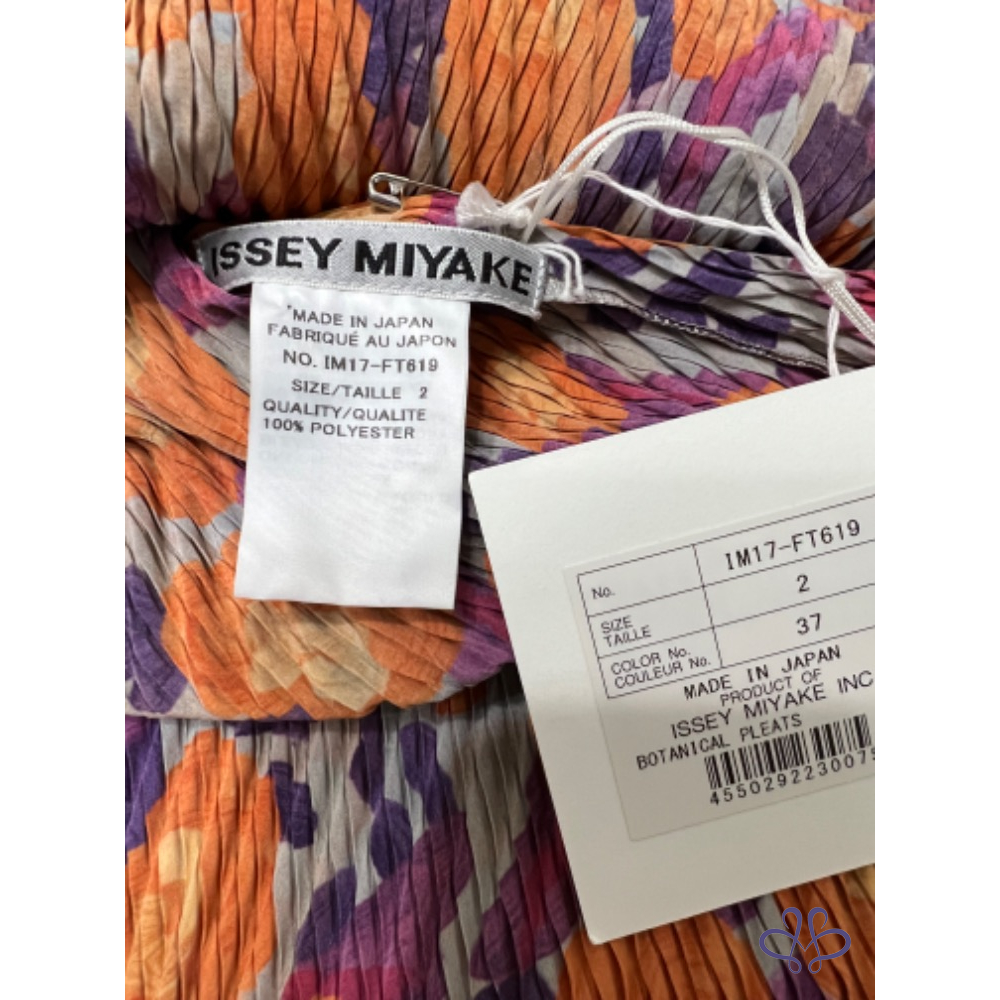 ISSEY MIYAKE
MADE IN JAPAN
FABRIQUÉ AU JAPON
NO. IM17-FT619
SIZE/TAILLE 2
QUALITY/QUALITE
100% POLYESTER
No. IM17-FT619
SIZE
TAILLE 2
COLOR No.
COULEUR No. 37
MADE IN JAPAN
PRODUCT OF
ISSEY MIYAKE INC
BOTANICAL PLEATS
455029223007